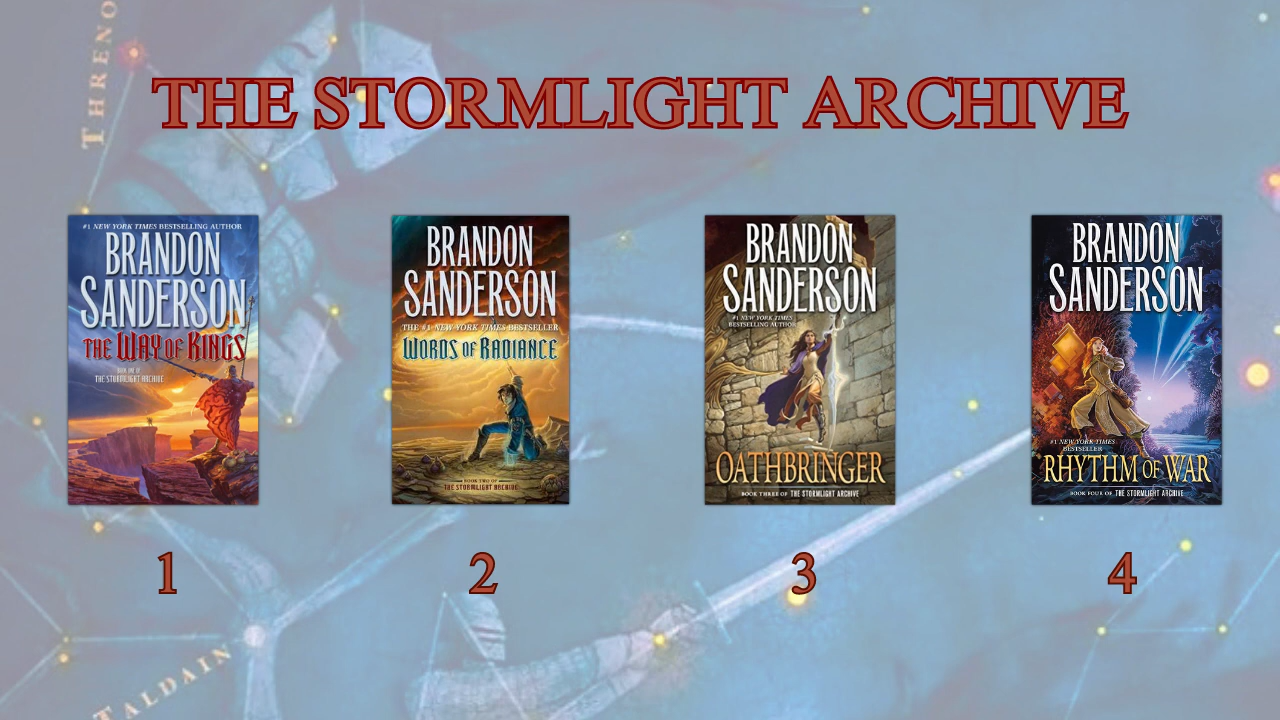 THRENO
THE STORMLIGHT ARCHIVE
#1 NEW YORK TIMES BESTSELLING AUTHOR
BRANDON
SANDERSON
THE WAY OF KINGS
BOOK ONE OF
THE STORMLIGHT ARCHIVE
BRANDON
SANDERSON
THE #1 NEW YORK TIMES BESTSELLER
WORDS OF RADIANCE
BOOK TWO OF
THE STORMLIGHT ARCHIVE
BRANDON
SANDERSON
#1 NEW YORK TIMES
BESTSELLING AUTHOR
OATHBRINGER
BOOK THREE OF THE STORMLIGHT ARCHIVE
BRANDON
SANDERSON
#1 NEW YORK TIMES
BESTSELLER
RHYTHM OF WAR
BOOK FOUR OF THE STORMLIGHT ARCHIVE
1
2
3
4
TALDAIN